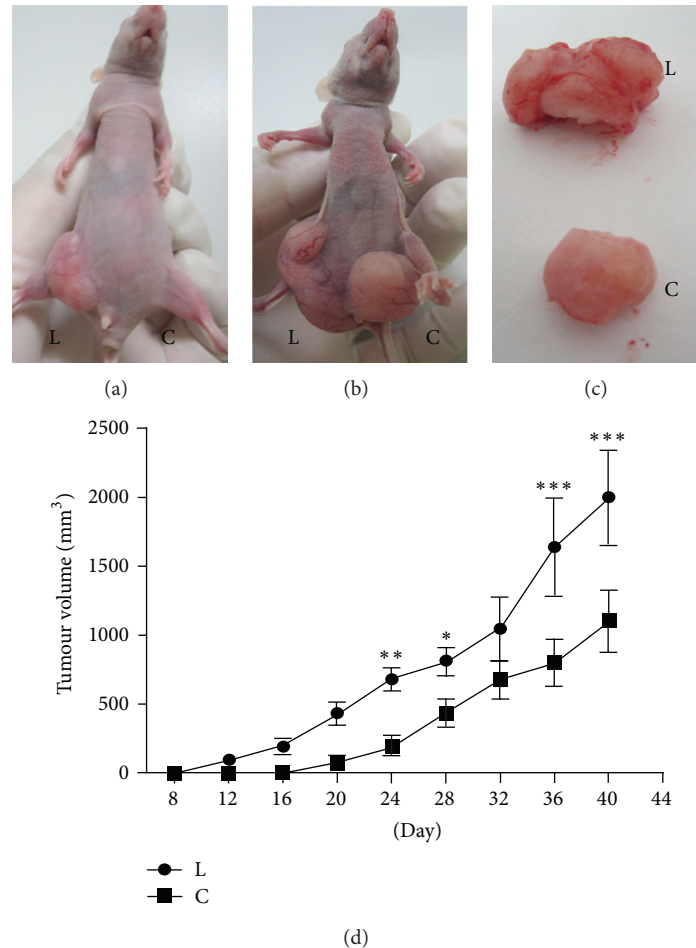 L C
L C
L
C
(a) (b) (c)
2500
2000
1500
1000
500
0
Tumour volume (mm³)
***
***
**
*
8 12 16 20 24 28 32 36 40 44
(Day)
L
C
(d)